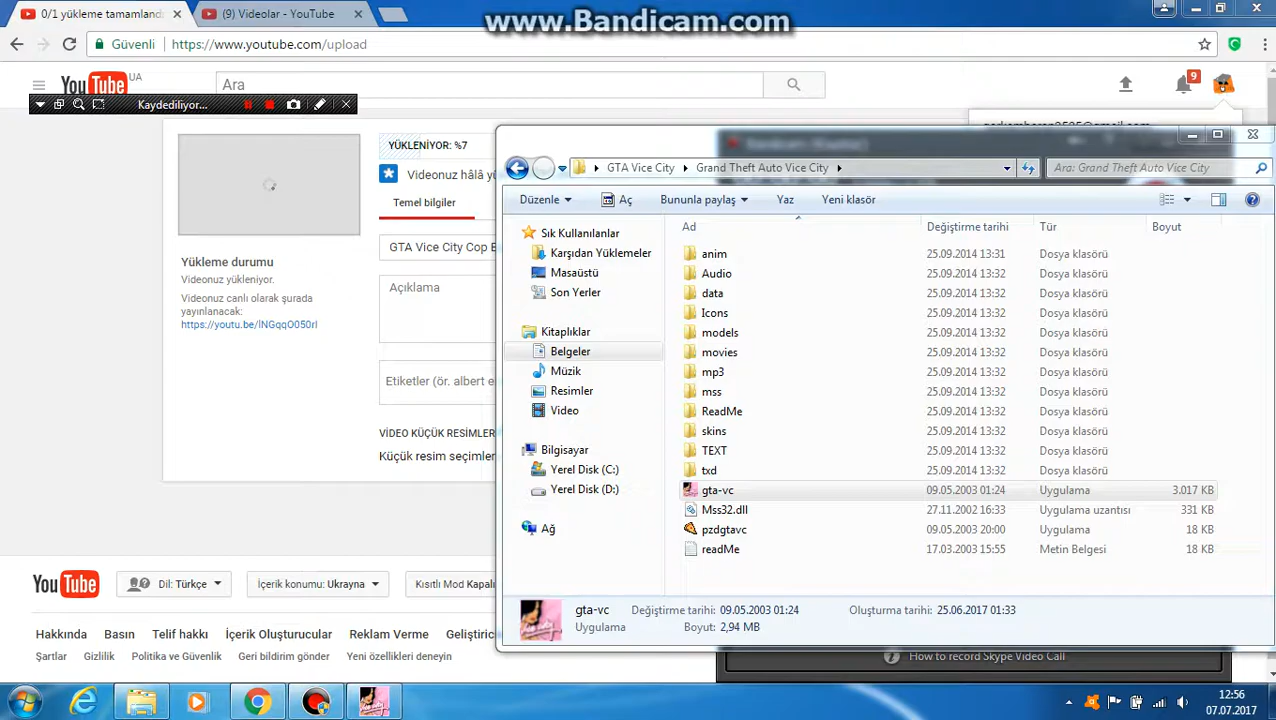 0/1 yükleme tamamland
(9) Videolar - YouTube
www.Bandicam.com
Güvenli
https://www.youtube.com/upload
YouTube UA
Ara
9
Kaydediliyor...
YÜKLENİYOR: %7
Videonuz hâlâ yü
Temel bilgiler
GTA Vice City Cop
Yükleme durumu
Videonuz yükleniyor.
Videonuz canlı olarak şurada
yayınlanacak:
https://youtu.be/lNGqqO050rI
Açıklama
Etiketler (ör. albert e
VİDEO KÜÇÜK RESİMLER
Küçük resim seçimler
GTA Vice City
Grand Theft Auto Vice City
Ara: Grand Theft Auto Vice City
Düzenle
Aç
Bununla paylaş
Yaz
Yeni klasör
Sık Kullanılanlar
Karşıdan Yüklemeler
Masaüstü
Son Yerler
Kitaplıklar
Belgeler
Müzik
Resimler
Video
Bilgisayar
Yerel Disk (C:)
Yerel Disk (D:)
Ağ
Ad Değiştirme tarihi Tür Boyut
anim 25.09.2014 13:31 Dosya klasörü
Audio 25.09.2014 13:32 Dosya klasörü
data 25.09.2014 13:32 Dosya klasörü
Icons 25.09.2014 13:32 Dosya klasörü
models 25.09.2014 13:32 Dosya klasörü
movies 25.09.2014 13:32 Dosya klasörü
mp3 25.09.2014 13:32 Dosya klasörü
mss 25.09.2014 13:32 Dosya klasörü
ReadMe 25.09.2014 13:32 Dosya klasörü
skins 25.09.2014 13:32 Dosya klasörü
TEXT 25.09.2014 13:32 Dosya klasörü
txd 25.09.2014 13:32 Dosya klasörü
gta-vc 09.05.2003 01:24 Uygulama 3.017 KB
Mss32.dll 27.11.2002 16:33 Uygulama uzantısı 331 KB
pzdgtavc 09.05.2003 20:00 Uygulama 18 KB
readMe 17.03.2003 15:55 Metin Belgesi 18 KB
gta-vc Değiştirme tarihi: 09.05.2003 01:24 Oluşturma tarihi: 25.06.2017 01:33
Uygulama Boyut: 2,94 MB
How to record Skype Video Call
YouTube
Dil: Türkçe
İçerik konumu: Ukrayna
Kısıtlı Mod Kapalı
Hakkında Basın Telif hakkı İçerik Oluşturucular Reklam Verme Geliştiric
Şartlar Gizlilik Politika ve Güvenlik Geri bildirim gönder Yeni özellikleri deneyin
12:56
07.07.2017